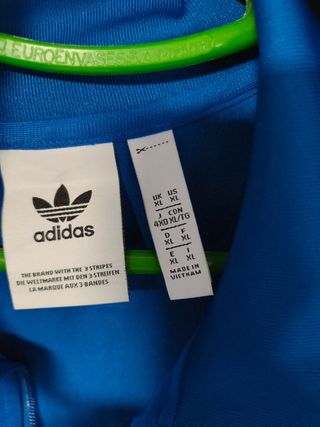 EUROENVASES S.A.
adidas
THE BRAND WITH THE 3 STRIPES
DIE WELTMARKE MIT DEN 3 STREIFEN
LA MARQUE AUX 3 BANDES
UK US
XL XL
J CDN
4XO XL/TG
D F
XL XL
E I
XL XL
MADE IN
VIETNAM